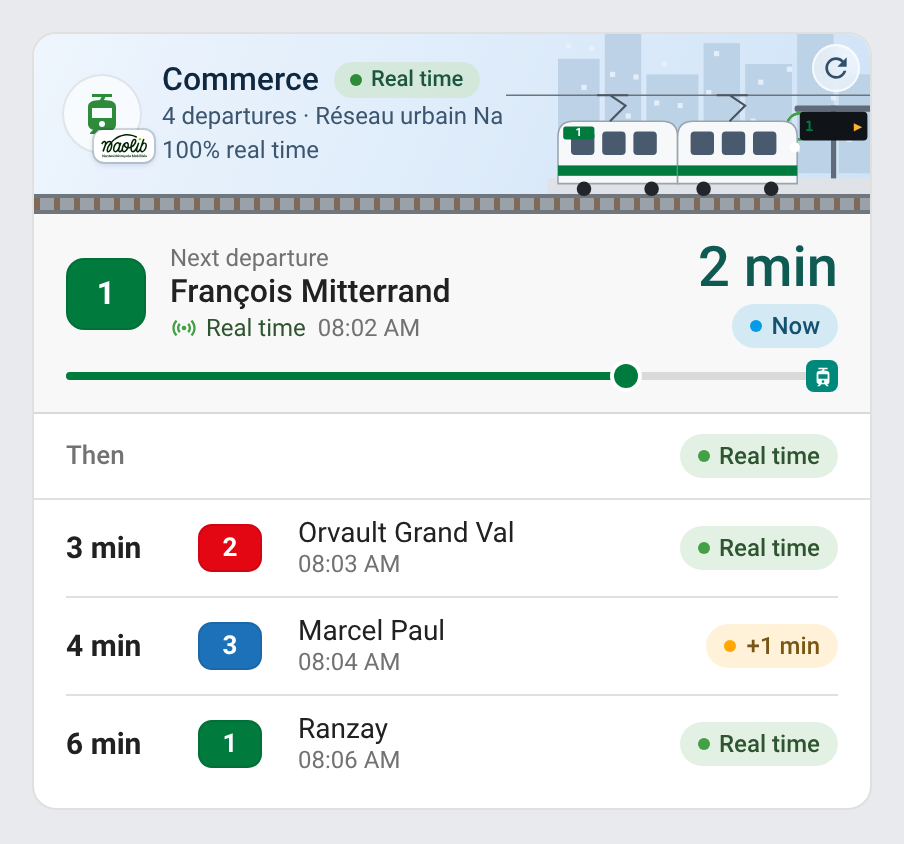 Commerce
Real time
4 departures · Réseau urbain Na
100% real time
naolib
1
1
1
Next departure
François Mitterrand
Real time 08:02 AM
2 min
Now
Then
Real time
3 min
2
Orvault Grand Val
08:03 AM
Real time
4 min
3
Marcel Paul
08:04 AM
+1 min
6 min
1
Ranzay
08:06 AM
Real time